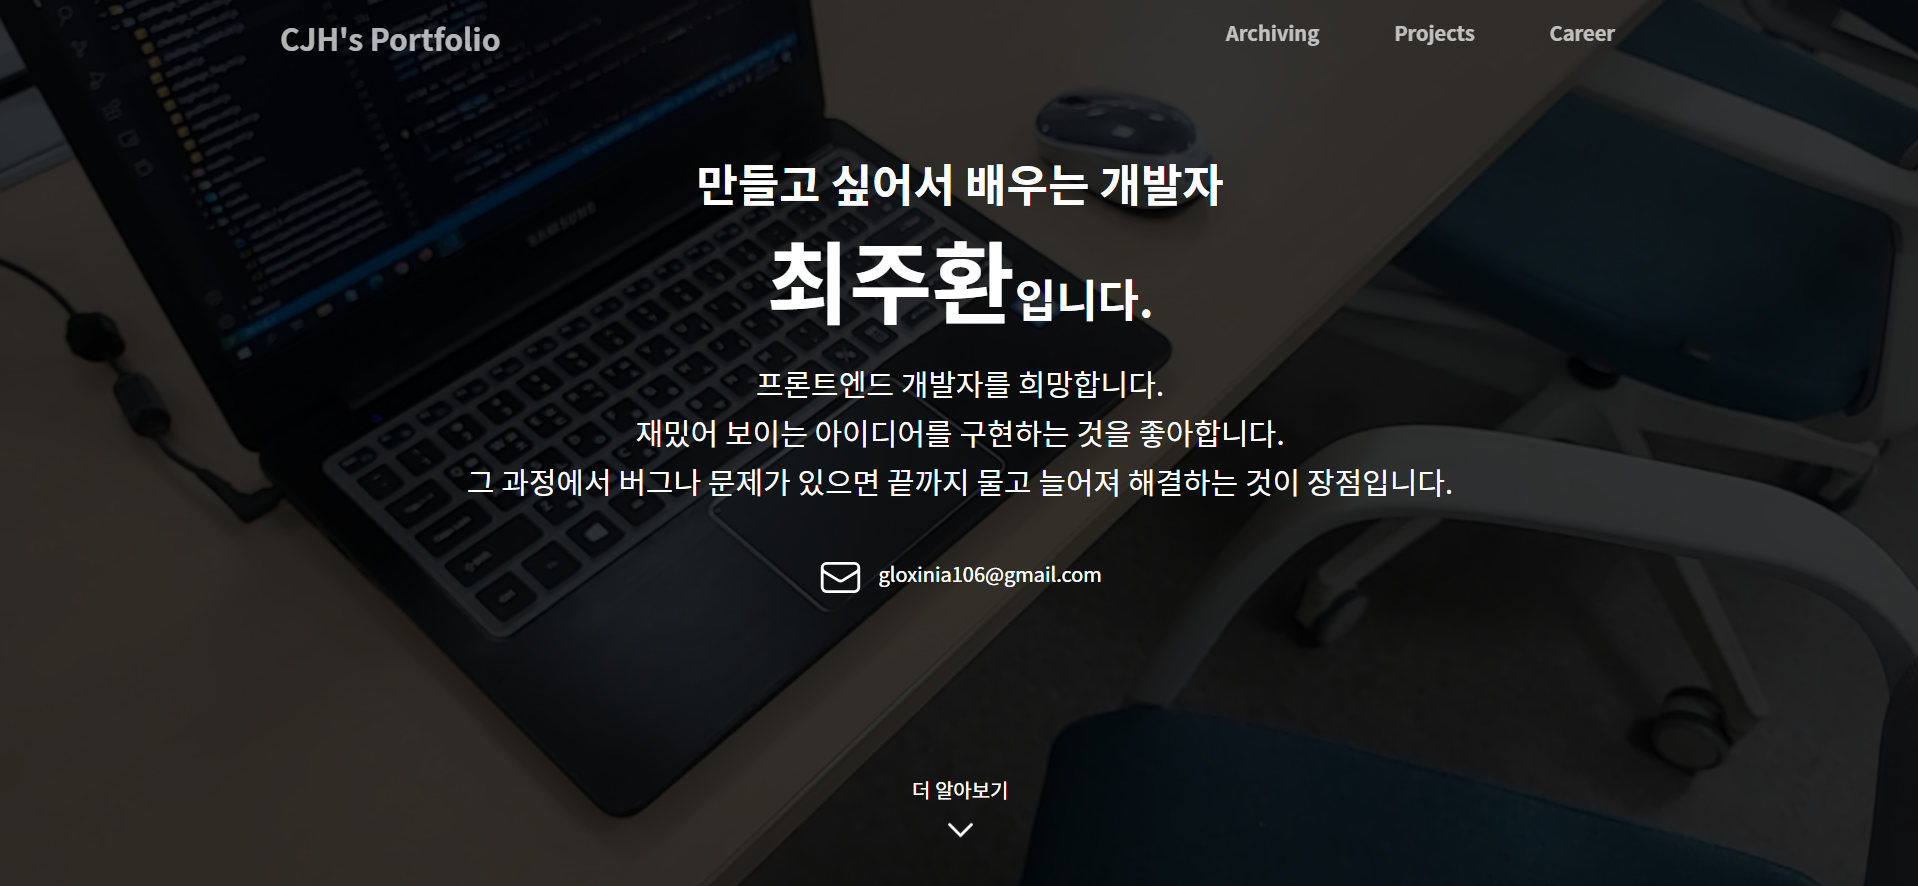 CJH's Portfolio
Archiving
Projects
Career
만들고 싶어서 배우는 개발자
최주환입니다.
프론트엔드 개발자를 희망합니다.
재밌어 보이는 아이디어를 구현하는 것을 좋아합니다.
그 과정에서 버그나 문제가 있으면 끝까지 물고 늘어져 해결하는 것이 장점입니다.
gloxinia106@gmail.com
더 알아보기
SAMSUNG